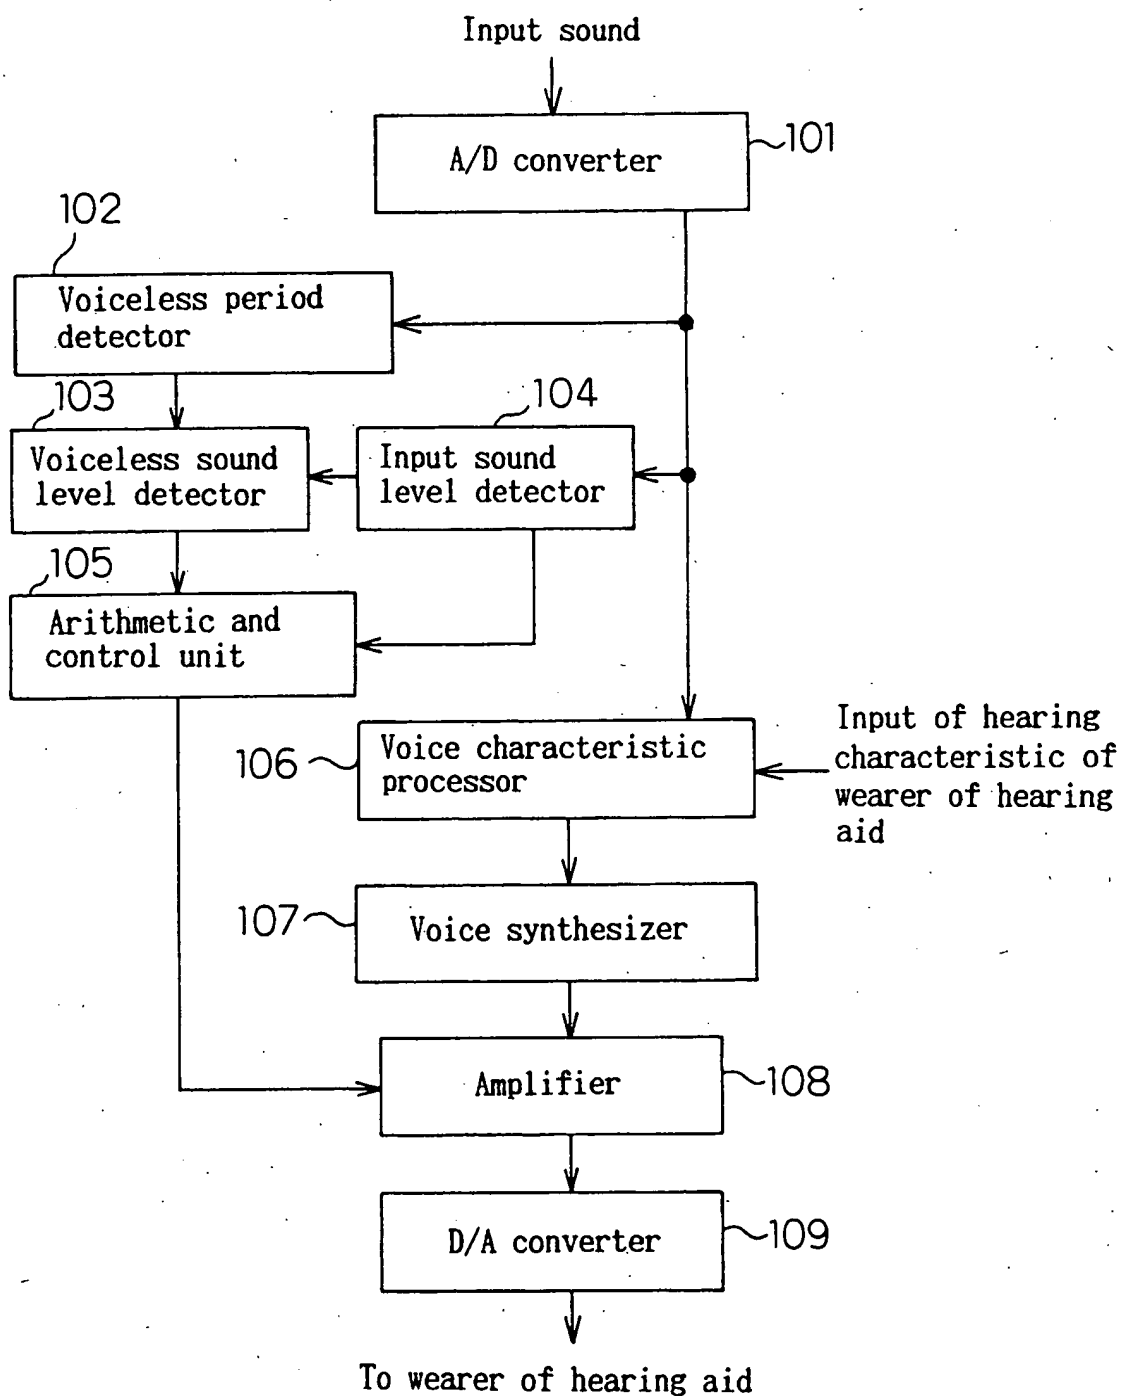 Input sound
A/D converter
101
102
Voiceless period
detector
103
104
Voiceless sound
level detector
Input sound
level detector
105
Arithmetic and
control unit
106
Voice characteristic
processor
Input of hearing
characteristic of
wearer of hearing
aid
107
Voice synthesizer
Amplifier
108
D/A converter
109
To wearer of hearing aid